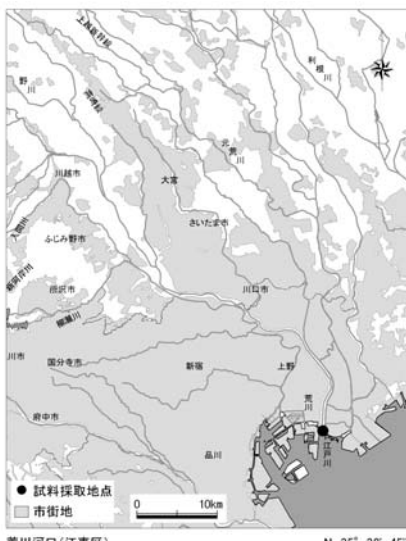 上越新幹線
高崎線
利根川
野川
元荒川
川越市
大宮
入間川
さいたま市
ふじみ野市
新河岸川
所沢市
川口市
柳瀬川
川市
国分寺市
新宿
上野
荒川
府中市
江戸川
品川
● 試料採取地点
市街地
0 10km
荒川河口(江東区)